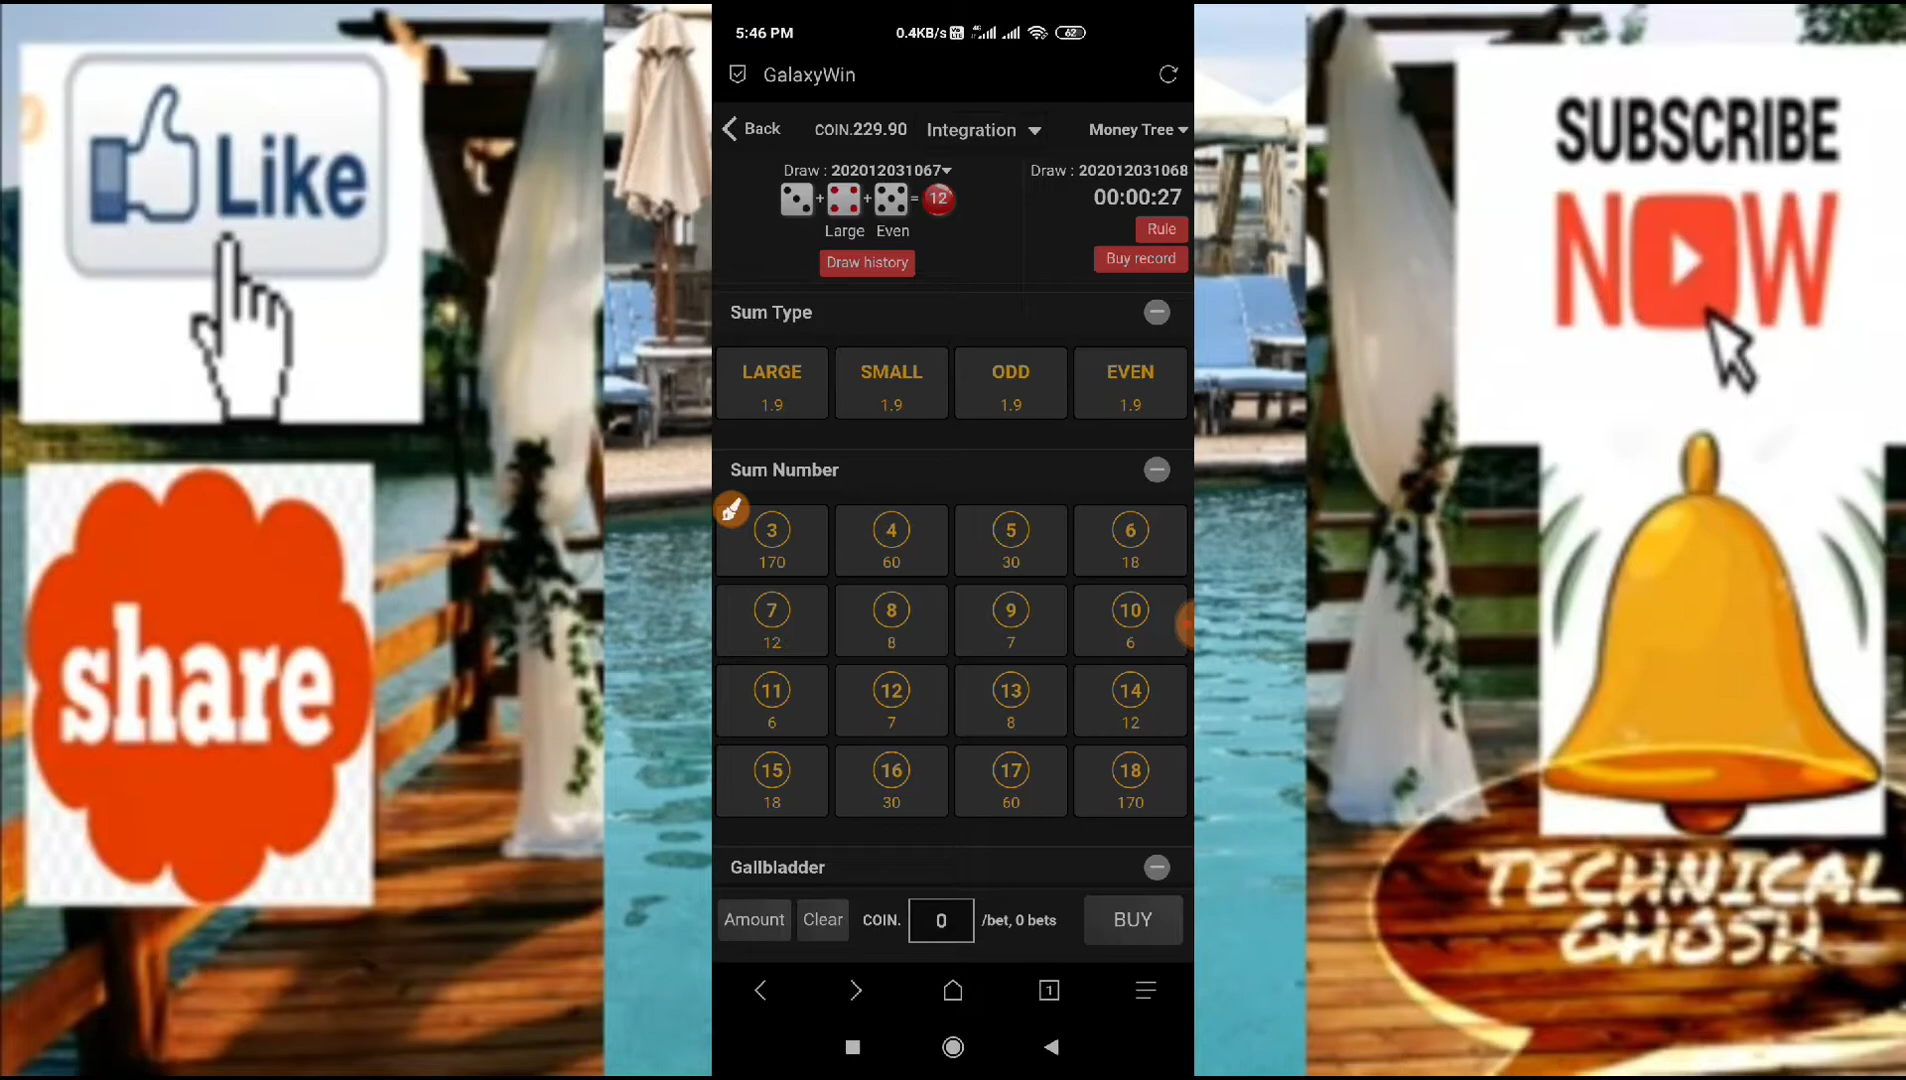 Like
share
5:46 PM
0.4KB/s
4G
62
GalaxyWin
Back
COIN.229.90
Integration
Money Tree
Draw : 202012031067
+ + = 12
Large Even
Draw history
Draw : 202012031068
00:00:27
Rule
Buy record
Sum Type
LARGE SMALL ODD EVEN
1.9 1.9 1.9 1.9
Sum Number
3 4 5 6
170 60 30 18
7 8 9 10
12 8 7 6
11 12 13 14
6 7 8 12
15 16 17 18
18 30 60 170
Gallbladder
Amount Clear COIN. 0 /bet, 0 bets BUY
1
SUBSCRIBE
NOW
TECHNICAL
GHOSH